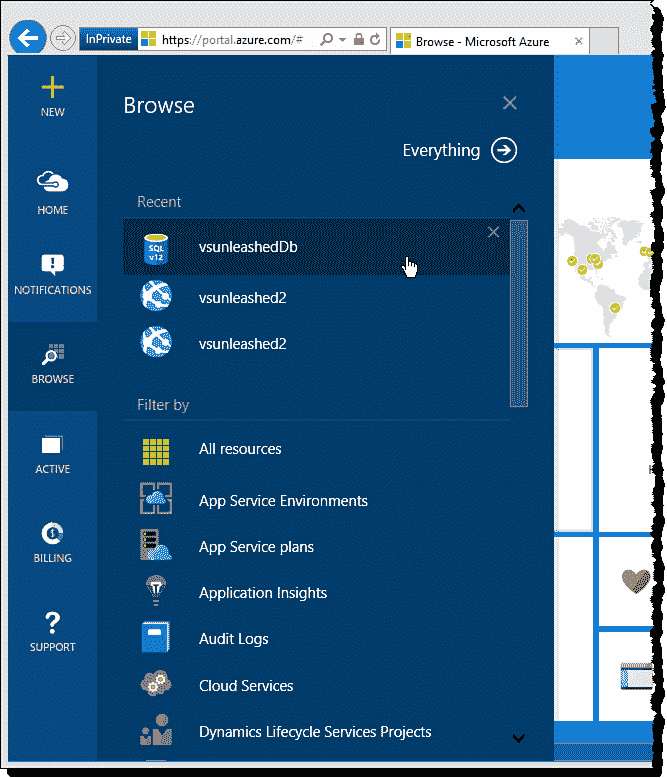 InPrivate
https://portal.azure.com/#
Browse - Microsoft Azure
NEW
HOME
NOTIFICATIONS
BROWSE
ACTIVE
BILLING
SUPPORT
Browse
Everything
Recent
SQL
v12
vsunleashedDb
vsunleashed2
vsunleashed2
Filter by
All resources
App Service Environments
App Service plans
Application Insights
Audit Logs
Cloud Services
Dynamics Lifecycle Services Projects